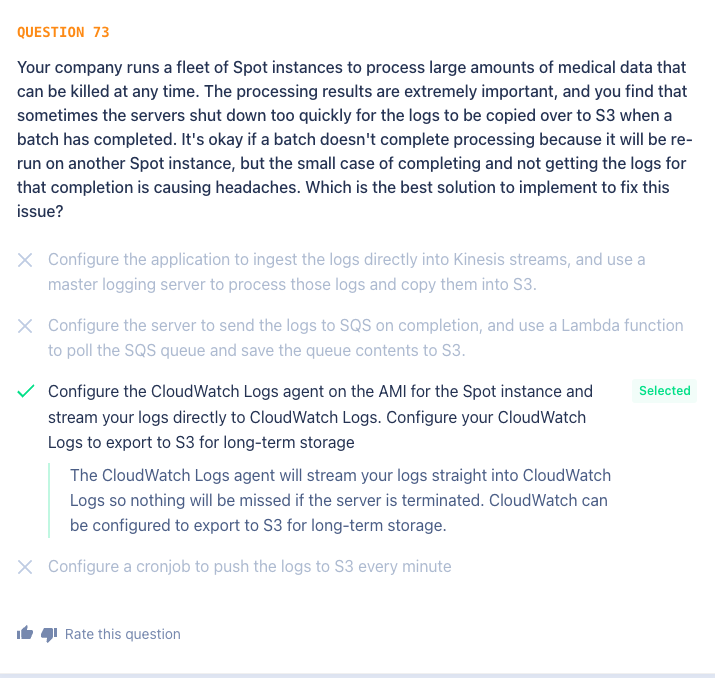 QUESTION 73
Your company runs a fleet of Spot instances to process large amounts of medical data that
can be killed at any time. The processing results are extremely important, and you find that
sometimes the servers shut down too quickly for the logs to be copied over to S3 when a
batch has completed. It's okay if a batch doesn't complete processing because it will be re-
run on another Spot instance, but the small case of completing and not getting the logs for
that completion is causing headaches. Which is the best solution to implement to fix this
issue?
Configure the application to ingest the logs directly into Kinesis streams, and use a
master logging server to process those logs and copy them into S3.
Configure the server to send the logs to SQS on completion, and use a Lambda function
to poll the SQS queue and save the queue contents to S3.
Configure the CloudWatch Logs agent on the AMI for the Spot instance and
Selected
stream your logs directly to CloudWatch Logs. Configure your CloudWatch
Logs to export to S3 for long-term storage
The CloudWatch Logs agent will stream your logs straight into CloudWatch
Logs so nothing will be missed if the server is terminated. CloudWatch can
be configured to export to S3 for long-term storage.
Configure a cronjob to push the logs to S3 every minute
Rate this question